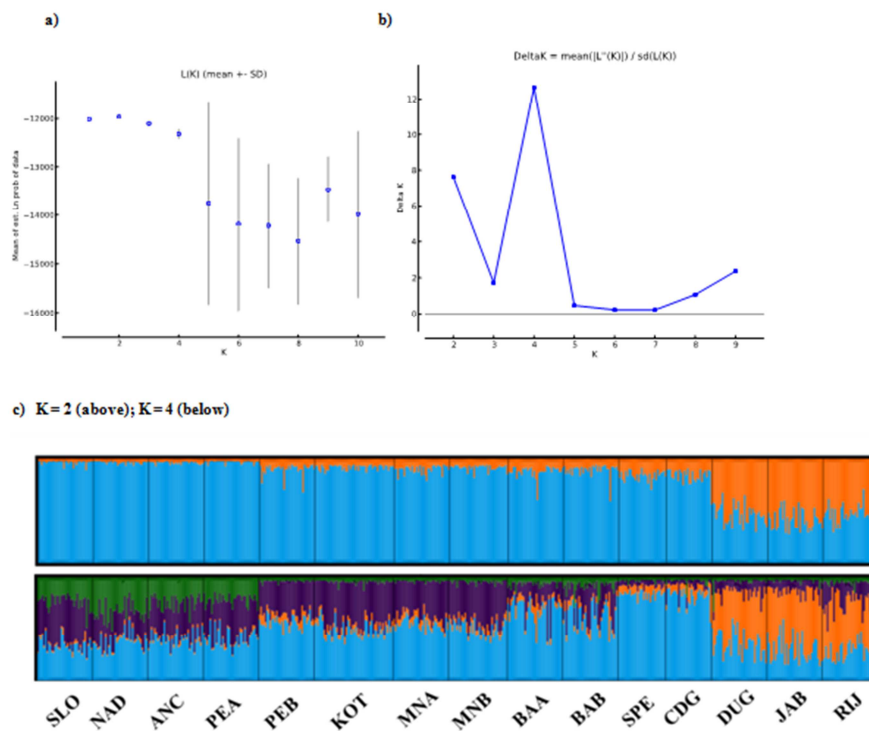 a)
b)
L(K) (mean +- SD)
DeltaK = mean(|L"(K)|) / sd(L(K))
Mean of est. Ln prob of data
−12000
−13000
−14000
−15000
−16000
2 4 6 8 10
K
Delta K
12
10
8
6
4
2
0
2 3 4 5 6 7 8 9
K
c) K = 2 (above); K = 4 (below)
SLO NAD ANC PEA PEB KOT MNA MNB BAA BAB SPE CDG DUG JAB RIJ